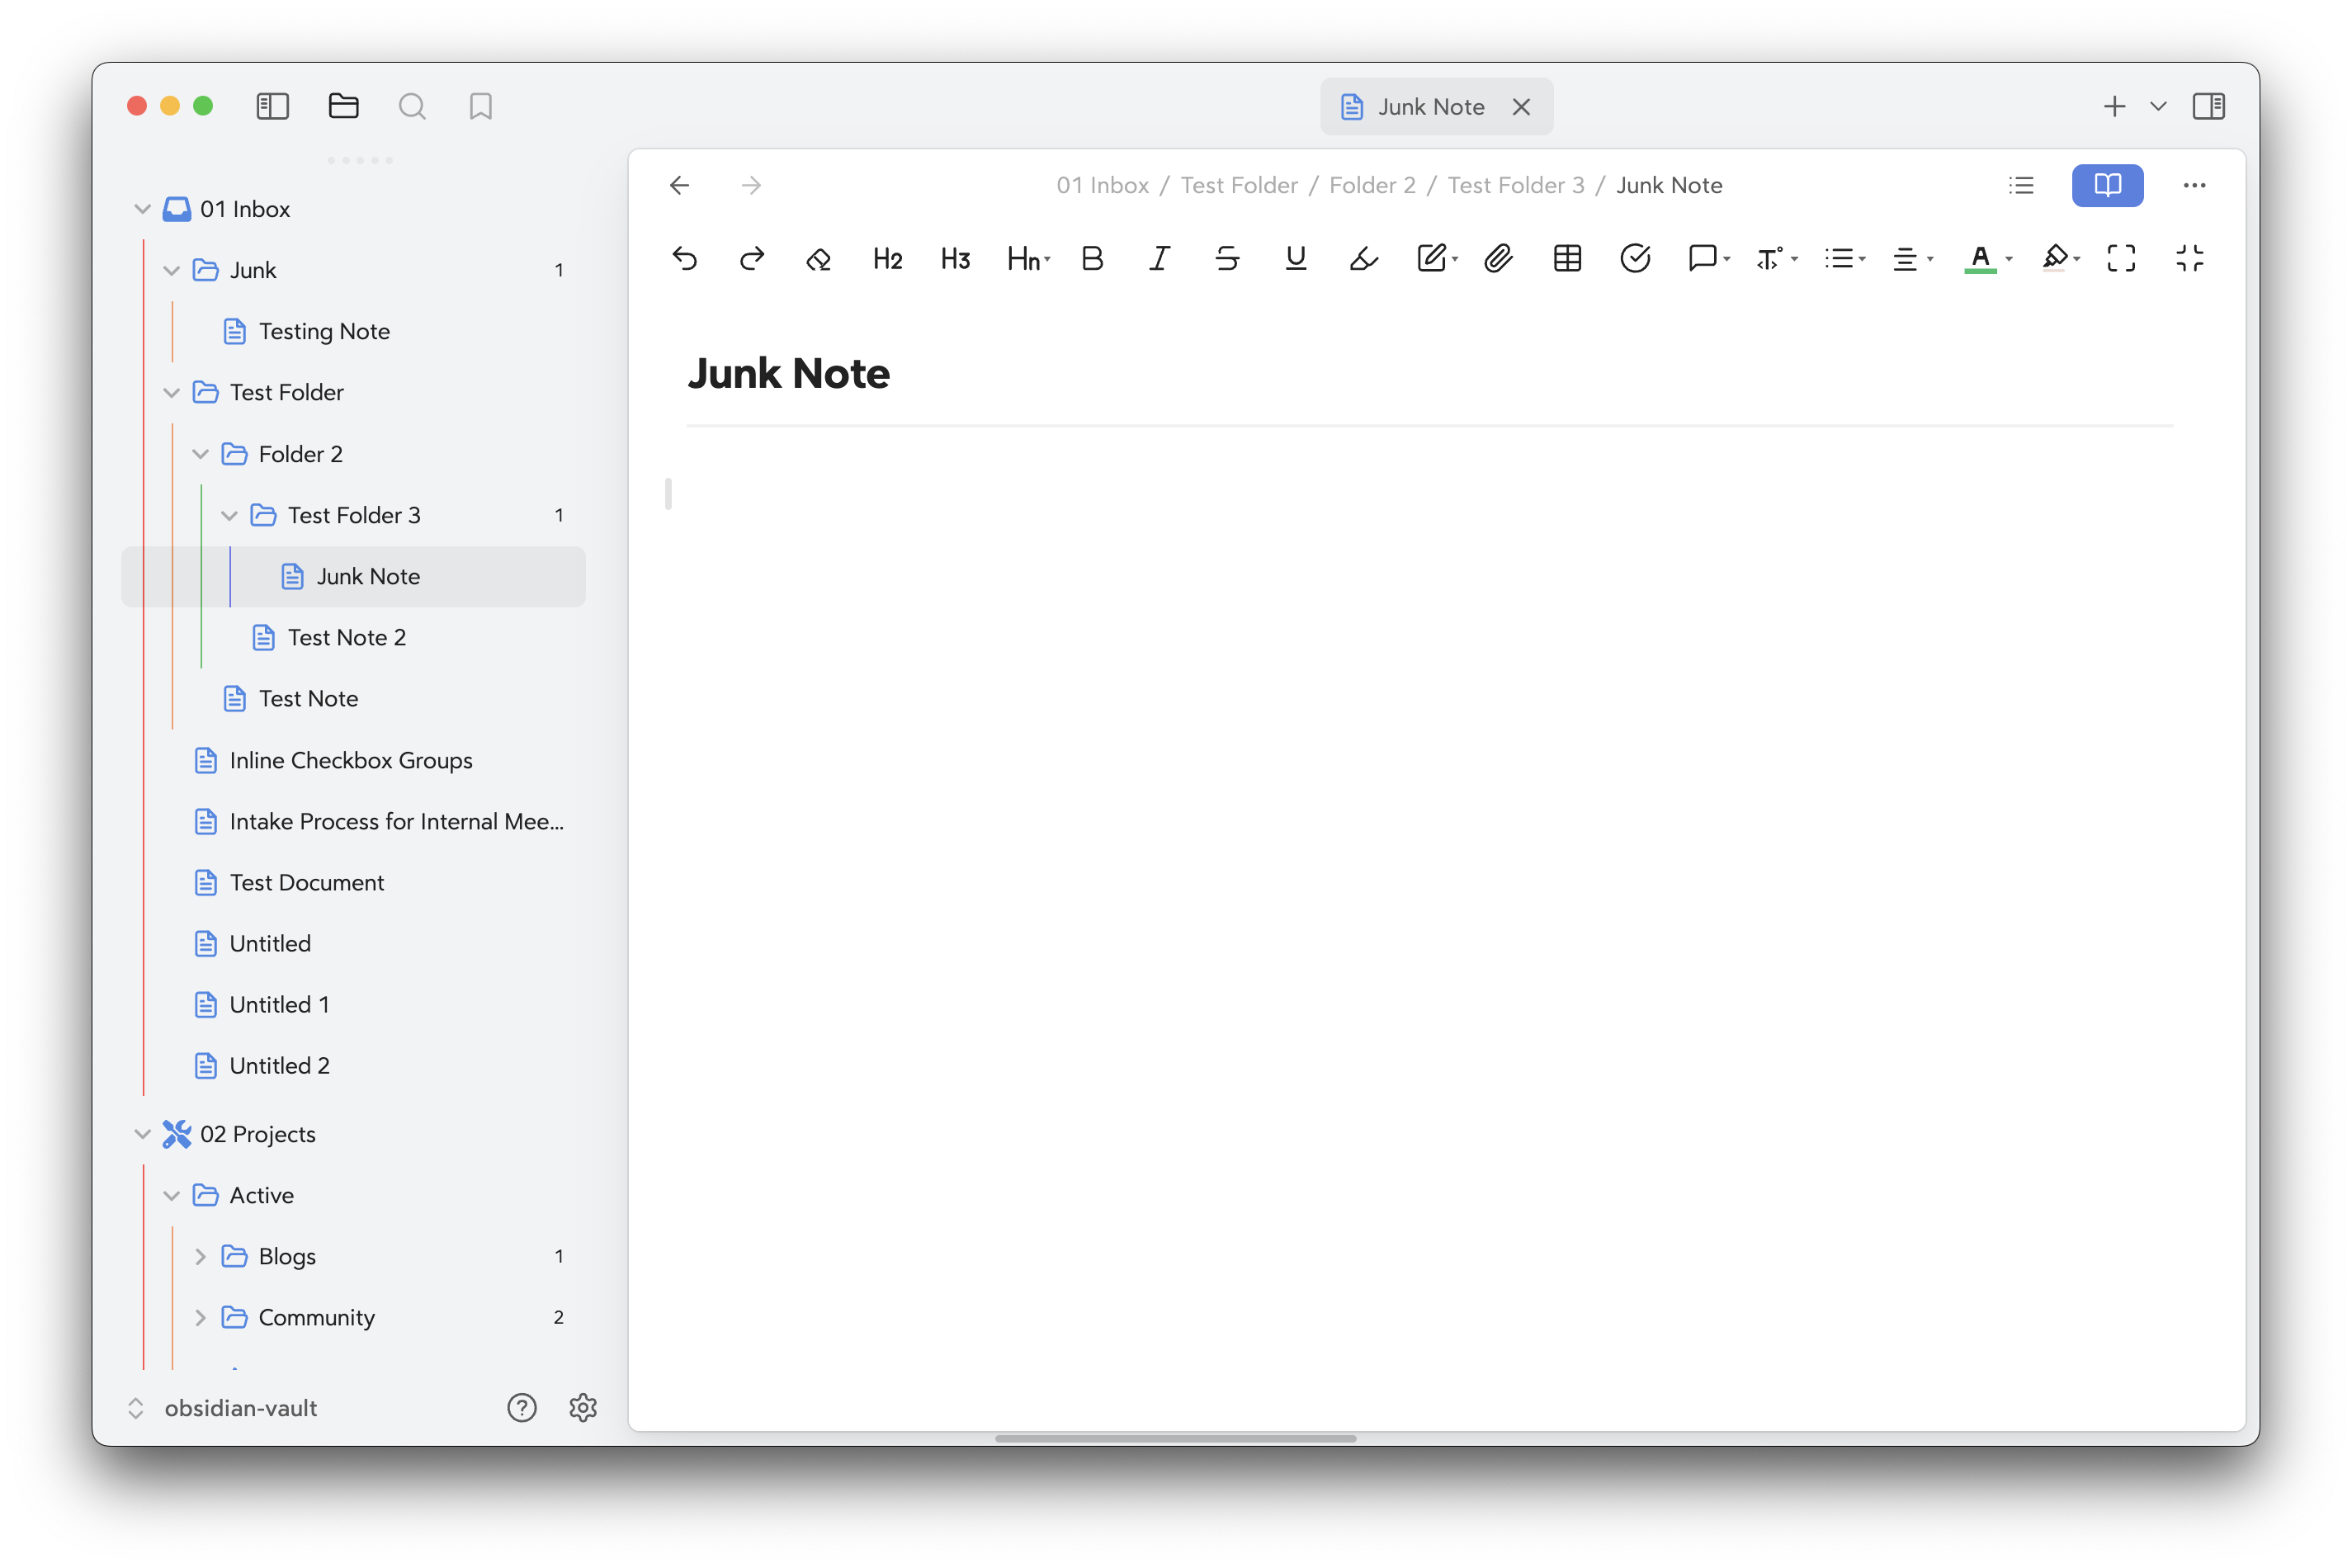 Junk Note
01 Inbox
Junk 1
Testing Note
Test Folder
Folder 2
Test Folder 3 1
Junk Note
Test Note 2
Test Note
Inline Checkbox Groups
Intake Process for Internal Mee...
Test Document
Untitled
Untitled 1
Untitled 2
02 Projects
Active
Blogs 1
Community 2
obsidian-vault
01 Inbox / Test Folder / Folder 2 / Test Folder 3 / Junk Note
H2 H3 Hn B I S U T A
Junk Note